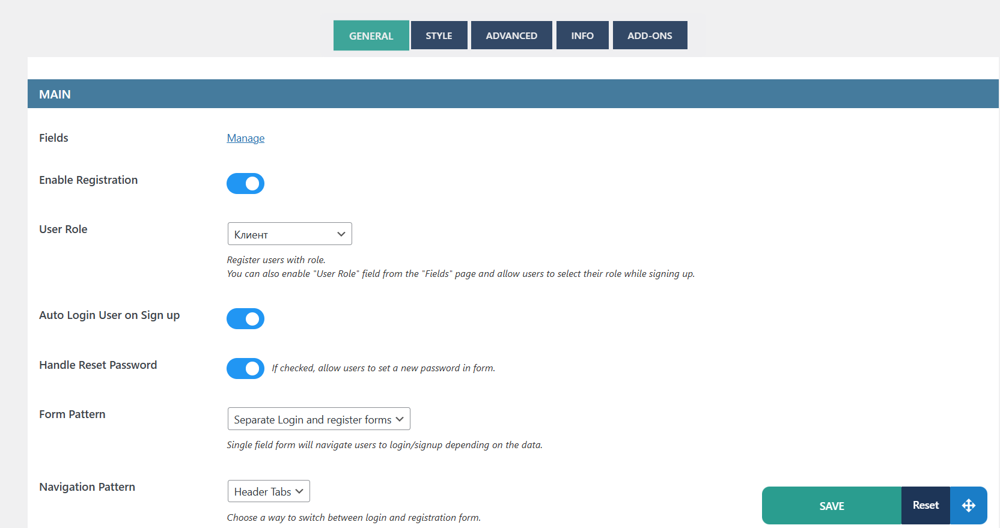 GENERAL STYLE ADVANCED INFO ADD-ONS
MAIN
Fields Manage
Enable Registration
User Role Клиент
Register users with role.
You can also enable "User Role" field from the "Fields" page and allow users to select their role while signing up.
Auto Login User on Sign up
Handle Reset Password If checked, allow users to set a new password in form.
Form Pattern Separate Login and register forms
Single field form will navigate users to login/signup depending on the data.
Navigation Pattern Header Tabs
Choose a way to switch between login and registration form.
SAVE Reset